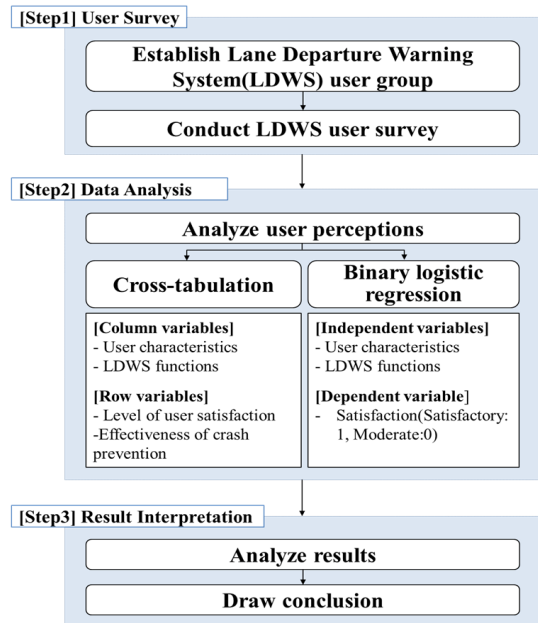 [Step1] User Survey
Establish Lane Departure Warning
System(LDWS) user group
Conduct LDWS user survey
[Step2] Data Analysis
Analyze user perceptions
Cross-tabulation
[Column variables]
- User characteristics
- LDWS functions
[Row variables]
- Level of user satisfaction
-Effectiveness of crash
prevention
Binary logistic
regression
[Independent variables]
- User characteristics
- LDWS functions
[Dependent variable]
- Satisfaction(Satisfactory:
1, Moderate:0)
[Step3] Result Interpretation
Analyze results
Draw conclusion